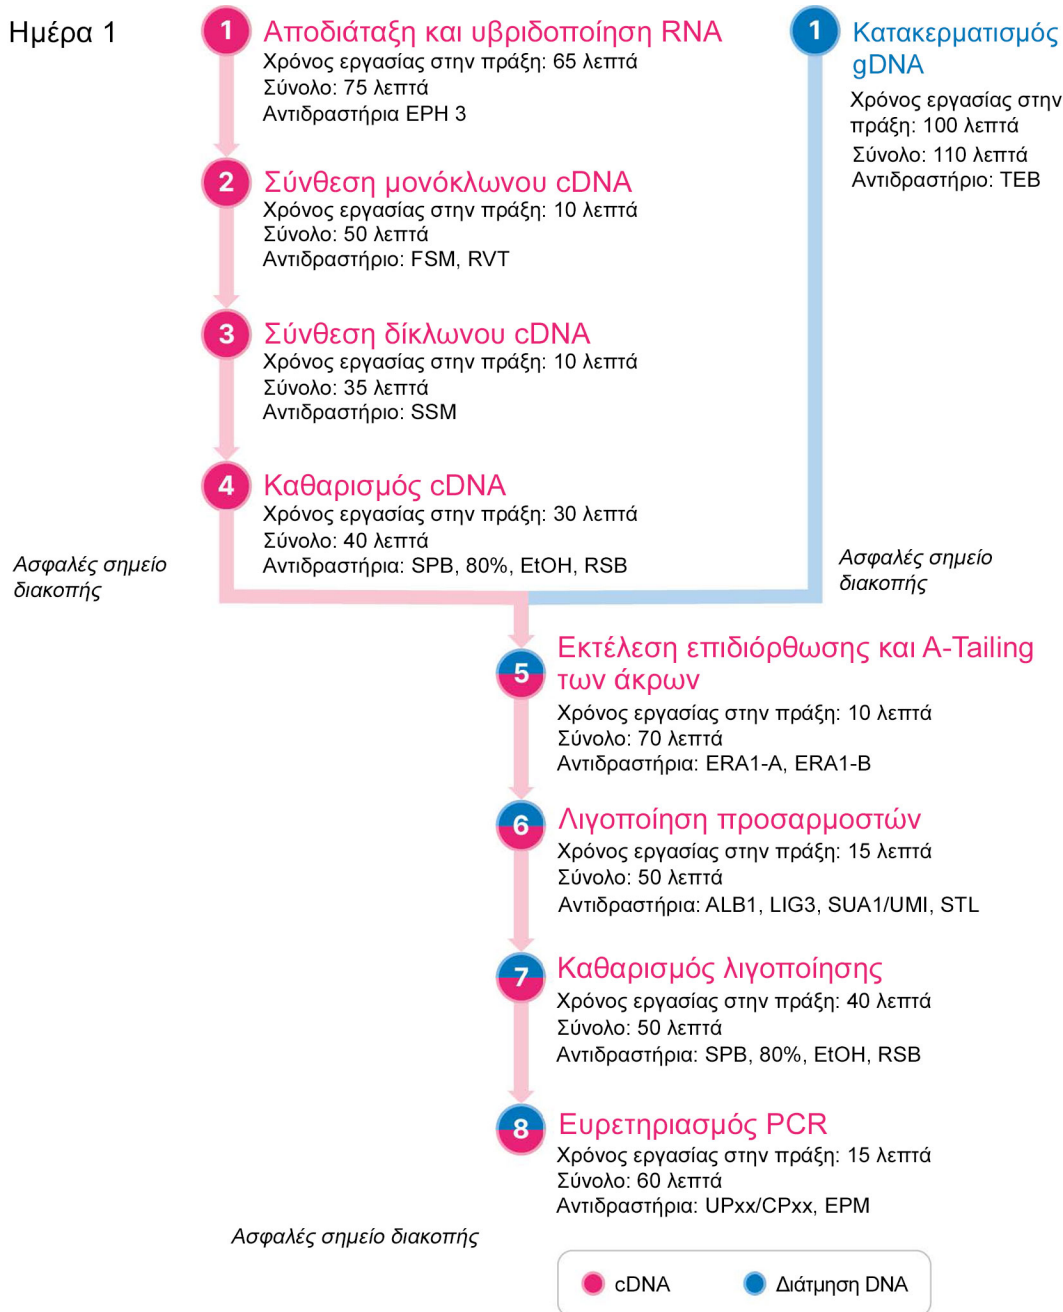 Ημέρα 1
1
Αποδιάταξη και υβριδοποίηση RNA
Χρόνος εργασίας στην πράξη: 65 λεπτά
Σύνολο: 75 λεπτά
Αντιδραστήρια EPH 3
1
Κατακερματισμός
gDNA
Χρόνος εργασίας στην
πράξη: 100 λεπτά
Σύνολο: 110 λεπτά
Αντιδραστήριο: TEB
2
Σύνθεση μονόκλωνου cDNA
Χρόνος εργασίας στην πράξη: 10 λεπτά
Σύνολο: 50 λεπτά
Αντιδραστήριο: FSM, RVT
3
Σύνθεση δίκλωνου cDNA
Χρόνος εργασίας στην πράξη: 10 λεπτά
Σύνολο: 35 λεπτά
Αντιδραστήριο: SSM
4
Καθαρισμός cDNA
Χρόνος εργασίας στην πράξη: 30 λεπτά
Σύνολο: 40 λεπτά
Αντιδραστήρια: SPB, 80%, EtOH, RSB
Ασφαλές σημείο
διακοπής
Ασφαλές σημείο
διακοπής
5
Εκτέλεση επιδιόρθωσης και A-Tailing
των άκρων
Χρόνος εργασίας στην πράξη: 10 λεπτά
Σύνολο: 70 λεπτά
Αντιδραστήρια: ERA1-A, ERA1-B
6
Λιγοποίηση προσαρμοστών
Χρόνος εργασίας στην πράξη: 15 λεπτά
Σύνολο: 50 λεπτά
Αντιδραστήρια: ALB1, LIG3, SUA1/UMI, STL
7
Καθαρισμός λιγοποίησης
Χρόνος εργασίας στην πράξη: 40 λεπτά
Σύνολο: 50 λεπτά
Αντιδραστήρια: SPB, 80%, EtOH, RSB
8
Ευρετηριασμός PCR
Χρόνος εργασίας στην πράξη: 15 λεπτά
Σύνολο: 60 λεπτά
Αντιδραστήρια: UPxx/CPxx, EPM
Ασφαλές σημείο διακοπής
cDNA
Διάτμηση DNA